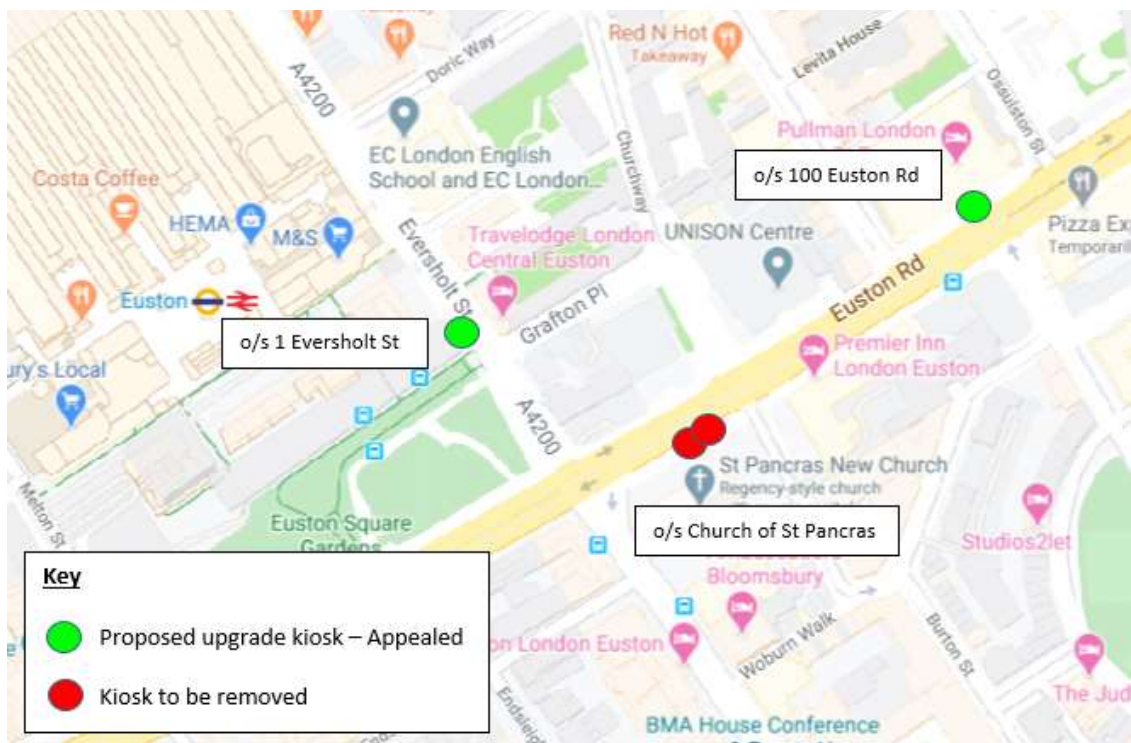 A4200
Doric Way
Red N Hot
Takeaway
Levita House
Ossulston St
EC London English
School and EC London...
Churchway
Pullman London
o/s 100 Euston Rd
Costa Coffee
HEMA
M&S
Eversholt St
Travelodge London
Central Euston
UNISON Centre
Pizza Exp
Temporaril
Euston
Grafton Pl
Euston Rd
o/s 1 Eversholt St
Premier Inn
London Euston
ury's Local
A4200
St Pancras New Church
Regency-style church
Melton St
Euston Square
Gardens
o/s Church of St Pancras
Studios2let
Bloomsbury
Key
Proposed upgrade kiosk – Appealed
Kiosk to be removed
on London Euston
Woburn Walk
Burton St
The Jud
Endsleigh
BMA House Conference